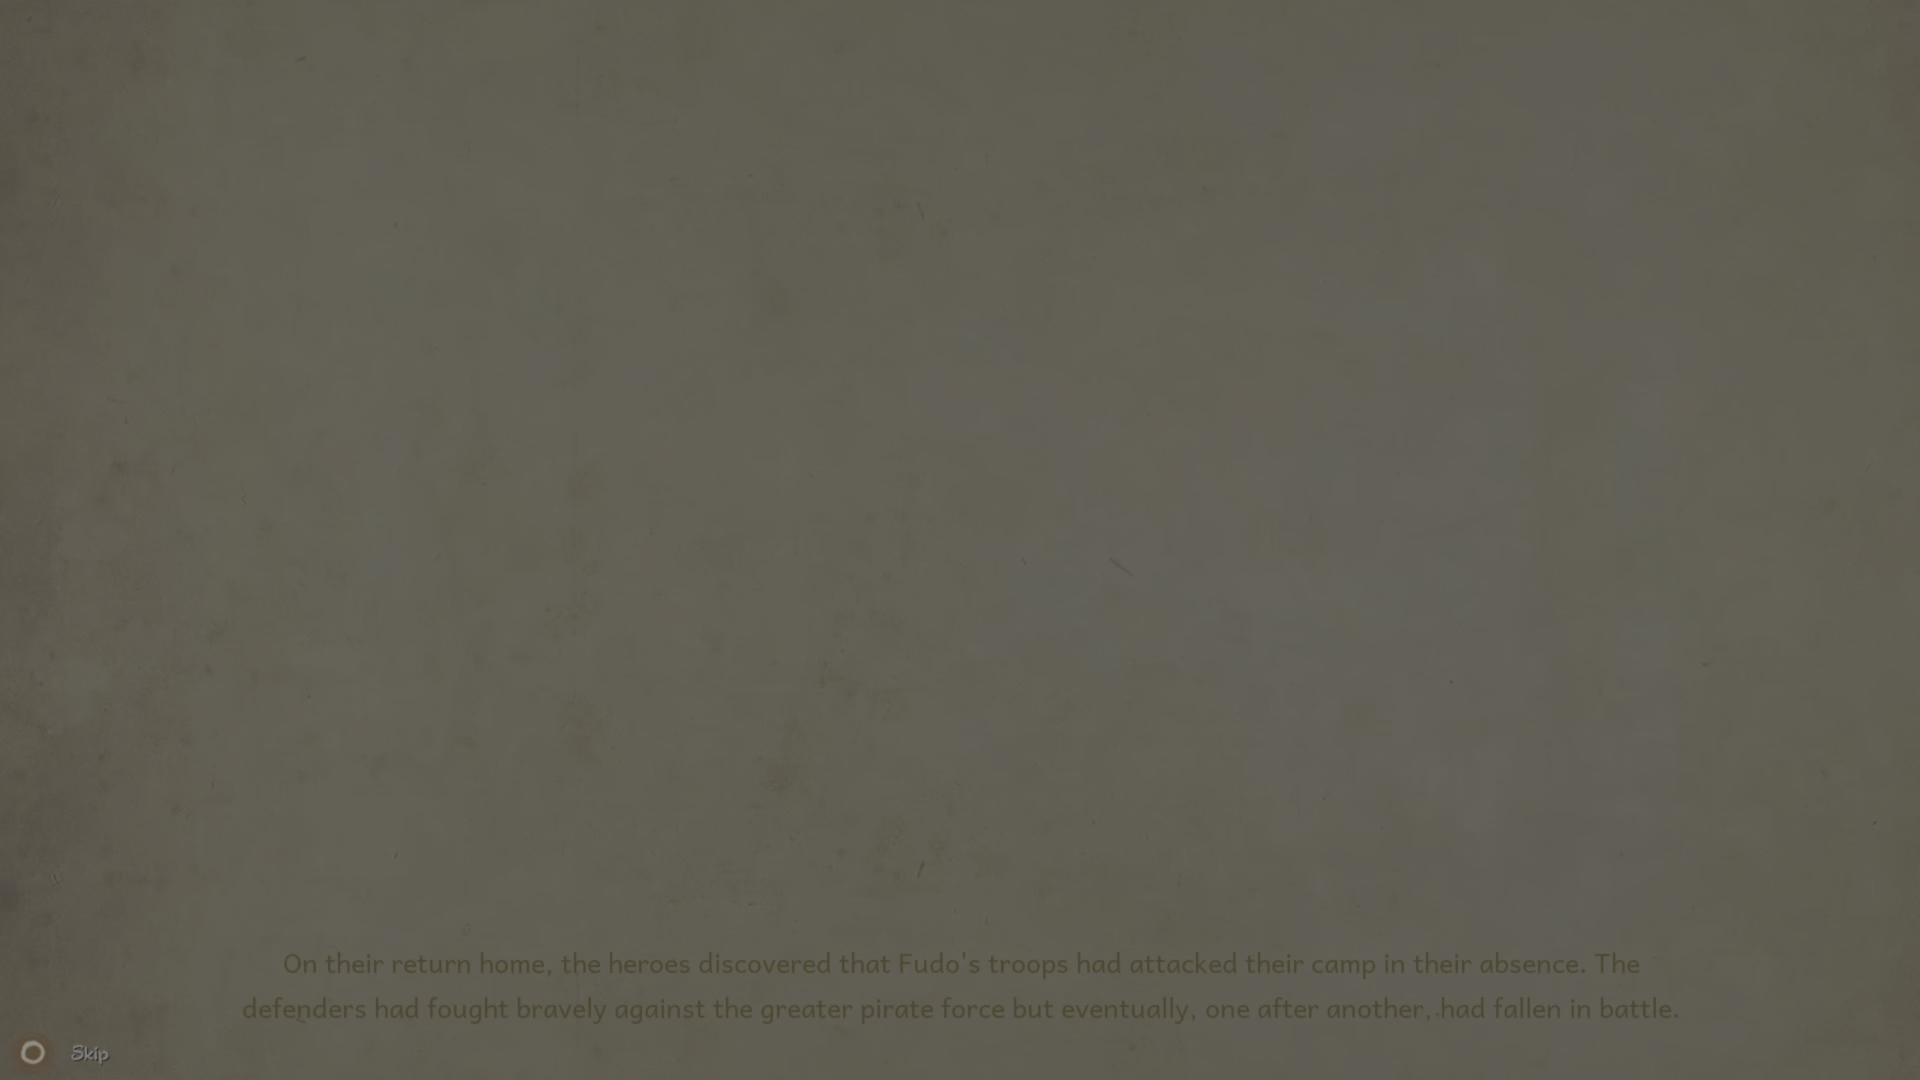 On their return home, the heroes discovered that Fudo's troops had attacked their camp in their absence. The
defenders had fought bravely against the greater pirate force but eventually, one after another, had fallen in battle.
Skip